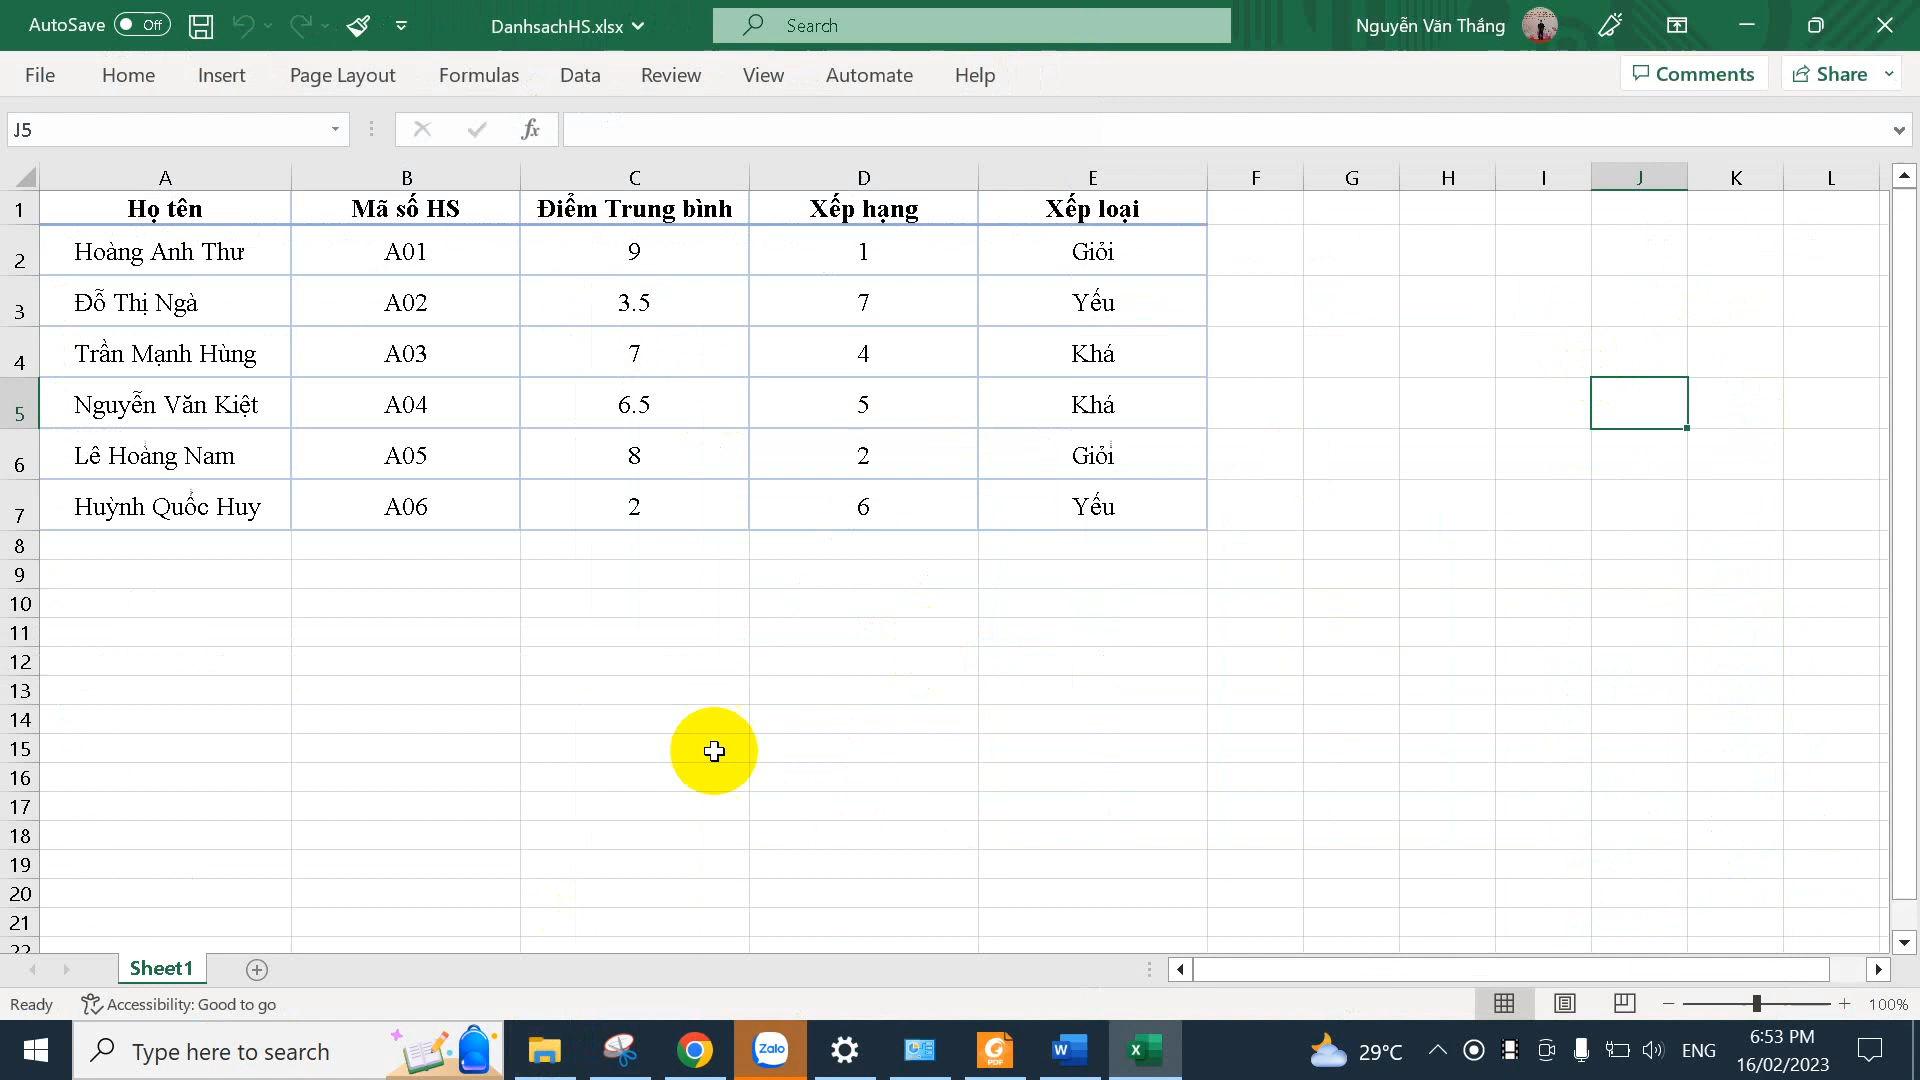 AutoSave Off DanhsachHS.xlsx Search Nguyễn Văn Thắng
File Home Insert Page Layout Formulas Data Review View Automate Help Comments Share
J5 fx
A B C D E F G H I J K L
1 Họ tên Mã số HS Điểm Trung bình Xếp hạng Xếp loại
2 Hoàng Anh Thư A01 9 1 Giỏi
3 Đỗ Thị Ngà A02 3.5 7 Yếu
4 Trần Mạnh Hùng A03 7 4 Khá
5 Nguyễn Văn Kiệt A04 6.5 5 Khá
6 Lê Hoàng Nam A05 8 2 Giỏi
7 Huỳnh Quốc Huy A06 2 6 Yếu
8
9
10
11
12
13
14
15
16
17
18
19
20
21
22
Sheet1
Ready Accessibility: Good to go 100%
Type here to search Zalo PDF W X 29°C ENG 6:53 PM
16/02/2023